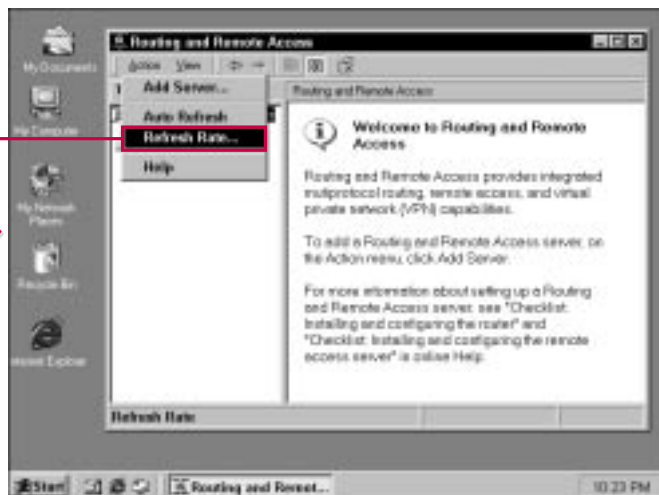 Routing and Remote Access
Action View
My Documents
My Computer
My Network
Places
Recycle Bin
Internet Explorer
Add Server...
Auto Refresh
Refresh Rate...
Help
Routing and Remote Access
Welcome to Routing and Remote
Access
Routing and Remote Access provides integrated
multiprotocol routing, remote access, and virtual
private network (VPN) capabilities.
To add a Routing and Remote Access server, on
the Action menu, click Add Server.
For more information about setting up a Routing
and Remote Access server, see "Checklist:
Installing and configuring the router" and
"Checklist: Installing and configuring the remote
access server" in online Help.
Refresh Rate
Start
Routing and Remot...
10:23 PM